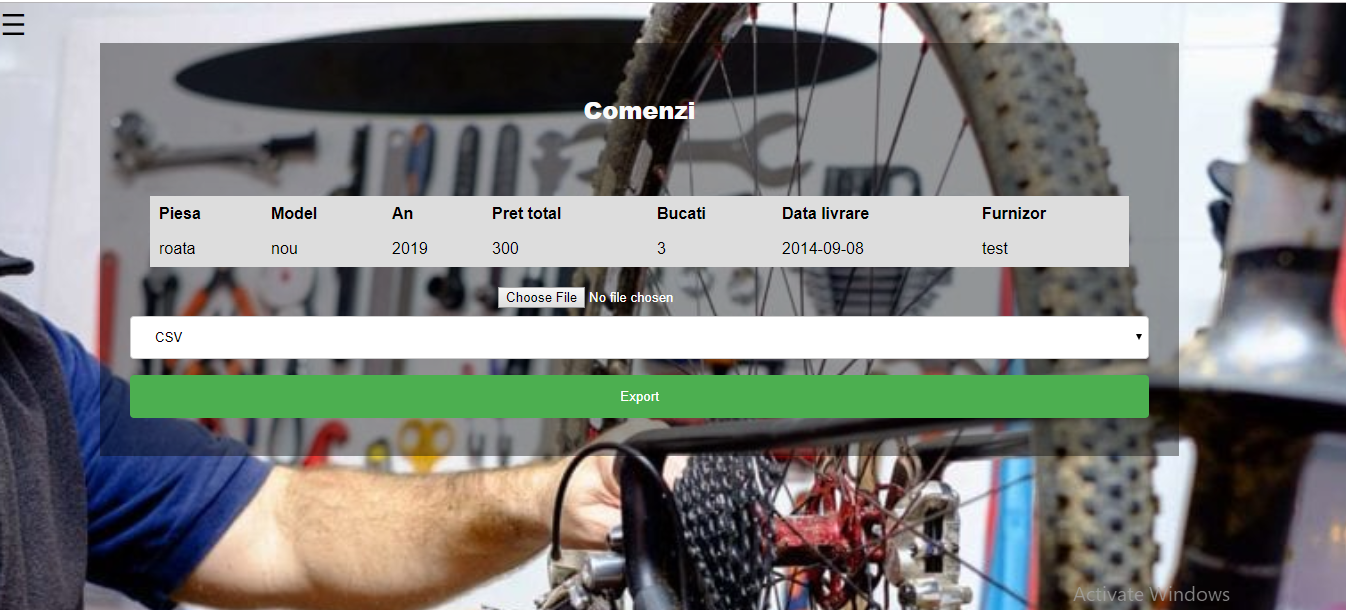 ☰
Comenzi
Piesa Model An Pret total Bucati Data livrare Furnizor
roata nou 2019 300 3 2014-09-08 test
Choose File No file chosen
CSV
Export
Activate Windows